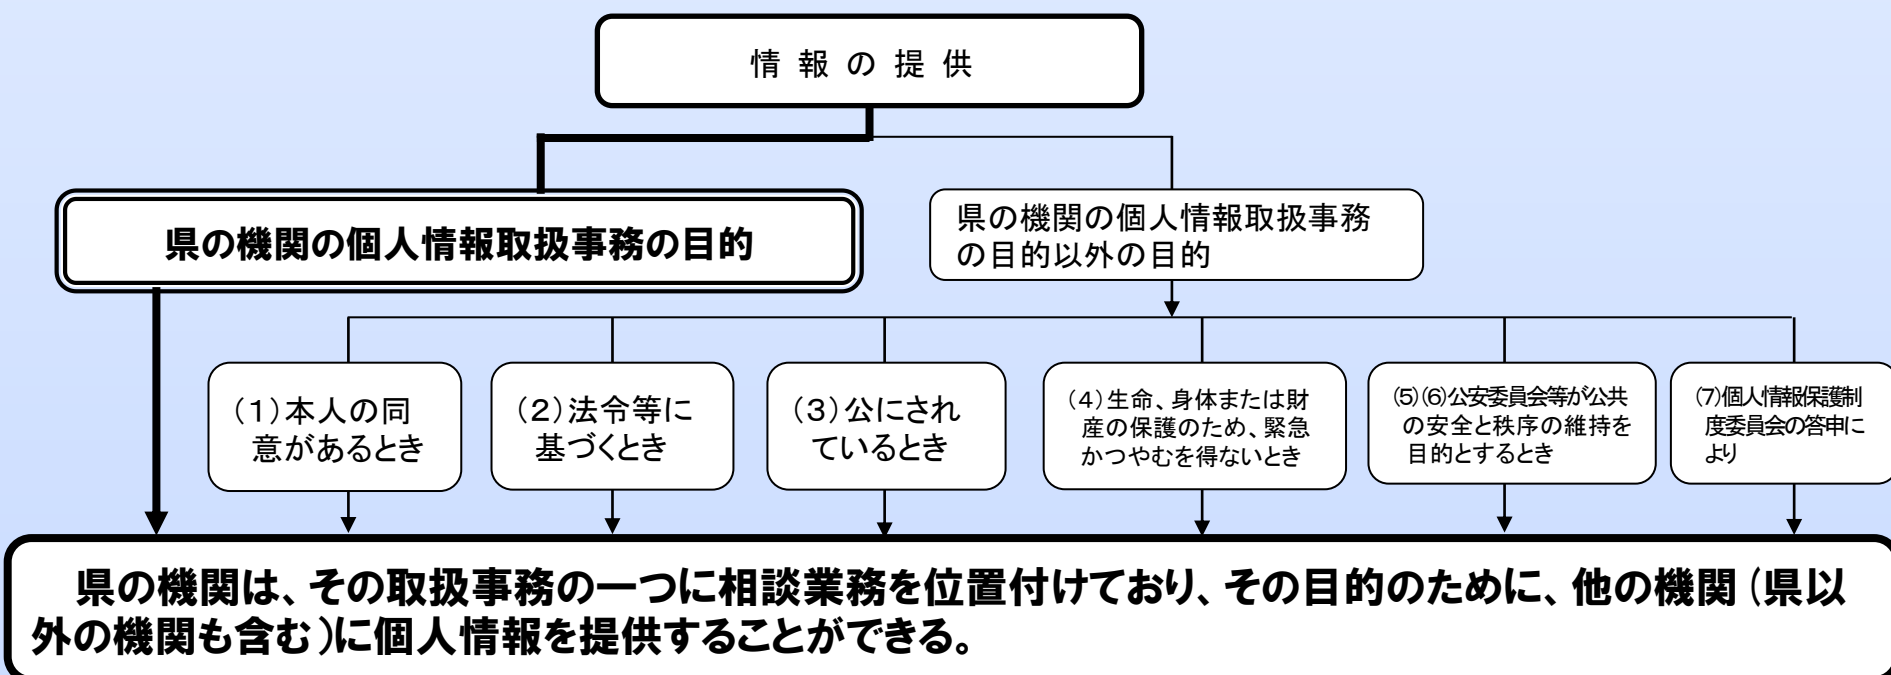 情報の提供
県の機関の個人情報取扱事務の目的
県の機関の個人情報取扱事務
の目的以外の目的
(1)本人の同
意があるとき
(2)法令等に
基づくとき
(3)公にされ
ているとき
(4)生命、身体または財
産の保護のため、緊急
かつやむを得ないとき
(5)(6)公安委員会等が公共
の安全と秩序の維持を
目的とするとき
(7)個人情報保護制
度委員会の答申に
より
県の機関は、その取扱事務の一つに相談業務を位置付けており、その目的のために、他の機関(県以
外の機関も含む)に個人情報を提供することができる。